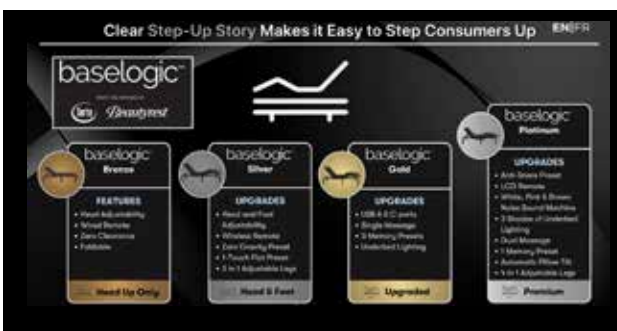 Clear Step-Up Story Makes it Easy to Step Consumers Up
EN|FR
baselogic™
Serta
Beautyrest
baselogic
Bronze
FEATURES
• Head Adjustability
• Wired Remote
• Zero Clearance
• Foldable
Head Up Only
baselogic
Silver
UPGRADES
• Head and Foot
Adjustability
• Wireless Remote
• Zero Gravity Preset
• 1-Touch Flat Preset
• 3 in 1 Adjustable Legs
Head & Foot
baselogic
Gold
UPGRADES
• USB A & C ports
• Single Massage
• Memory Presets
• Underbed Lighting
Upgraded
baselogic
Platinum
UPGRADES
• Anti-Snore Preset
• LCD Remote
• White, Pink & Brown
Noise Sound Machine
• 3 Shades of Underbed
Lighting
• Dual Massage
• 1 Memory Preset
• Automatic Pillow Tilt
• 4 in 1 Adjustable Legs
Premium